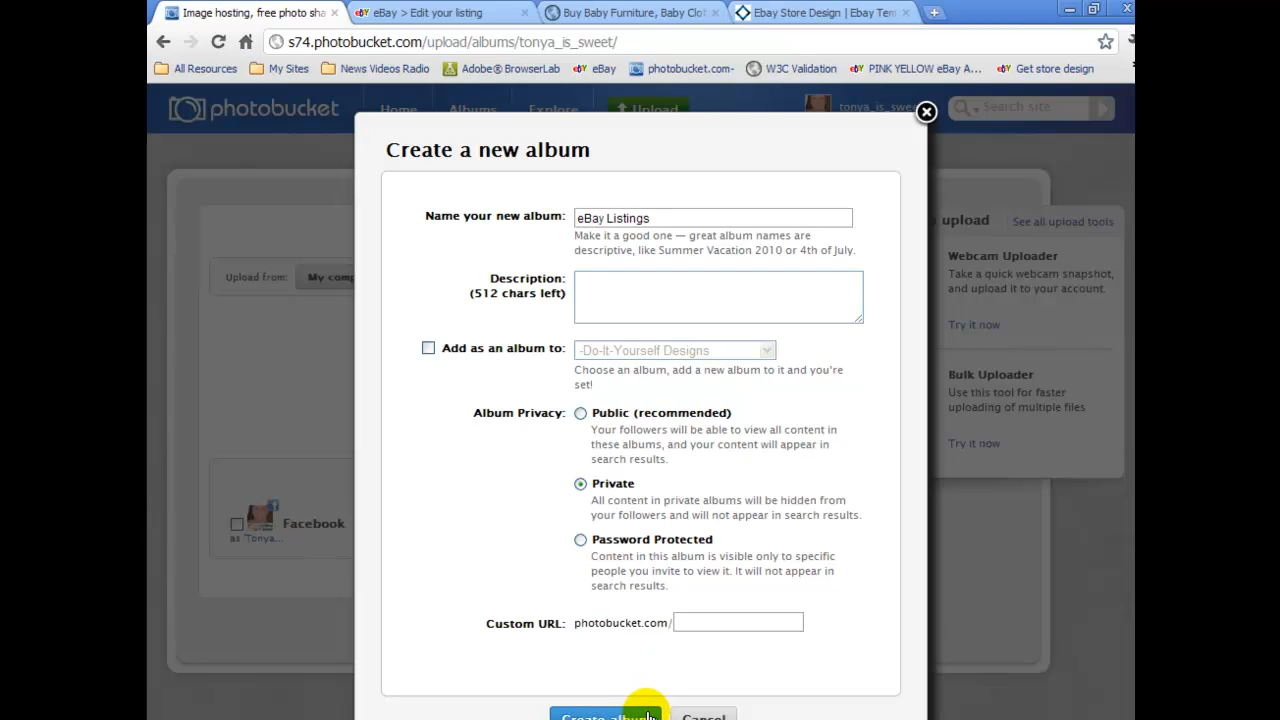 Image hosting, free photo sha
eBay > Edit your listing
Buy Baby Furniture, Baby Clot
Ebay Store Design | Ebay Tem
s74.photobucket.com/upload/albums/tonya_is_sweet/
All Resources
My Sites
News Videos Radio
Adobe® BrowserLab
eBay
photobucket.com-
W3C Validation
PINK YELLOW eBay A...
Get store design
photobucket
Home
Albums
Explore
Upload
tonya_is_swee
Search site
Create a new album
Name your new album:
eBay Listings
Make it a good one — great album names are
descriptive, like Summer Vacation 2010 or 4th of July.
Description:
(512 chars left)
Add as an album to:
-Do-It-Yourself Designs
Choose an album, add a new album to it and you're
set!
Album Privacy:
Public (recommended)
Your followers will be able to view all content in
these albums, and your content will appear in
search results.
Private
All content in private albums will be hidden from
your followers and will not appear in search results.
Password Protected
Content in this album is visible only to specific
people you invite to view it. It will not appear in
search results.
Custom URL:
photobucket.com/
Create album
Cancel
Upload from:
My comp
Facebook
as 'Tonya...
upload
See all upload tools
Webcam Uploader
Take a quick webcam snapshot,
and upload it to your account.
Try it now
Bulk Uploader
Use this tool for faster
uploading of multiple files
Try it now